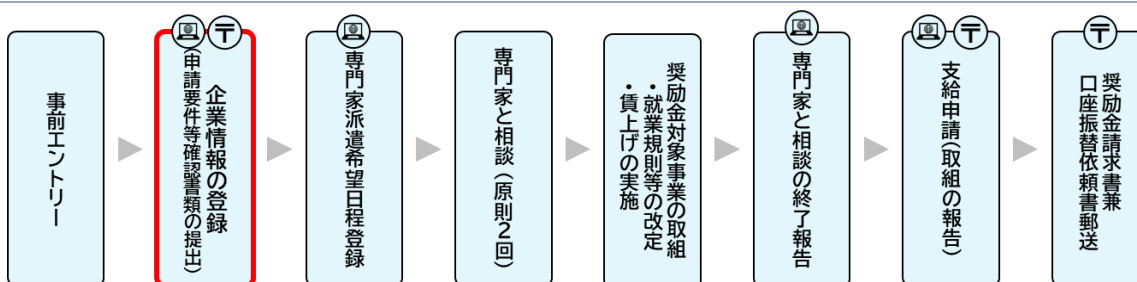 事前エントリー
企業情報の登録
(申請要件等確認書類の提出)
専門家派遣希望日程登録
専門家と相談(原則2回)
奨励金対象事業の取組
・就業規則等の改定
・賃上げの実施
専門家と相談の終了報告
支給申請(取組の報告)
奨励金請求書兼
口座振替依頼書郵送